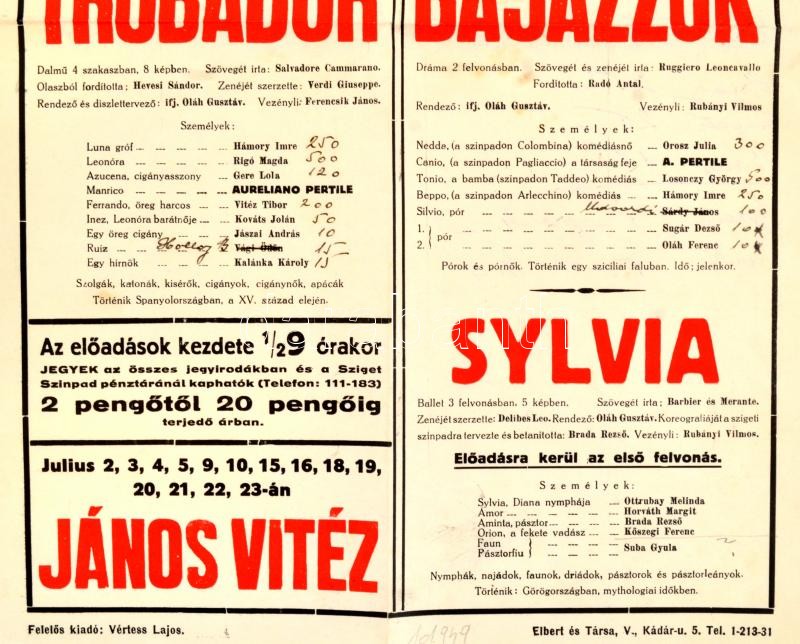 TRUBADUR
Dalmű 4 szakaszban, 8 képben. Szövegét irta: Salvadore Cammarano.
Olaszból fordította: Hevesi Sándor. Zenéjét szerzette: Verdi Giuseppe.
Rendező és diszlettervező: ifj. Oláh Gusztáv. Vezényli: Ferencsik János.
Személyek:
Luna gróf — Hámory Imre 250
Leonóra — Rigó Magda 500
Azucena, cigányasszony — Gere Lola 120
Manrico — AURELIANO PERTILE
Ferrando, öreg harcos — Vitéz Tibor 200
Inez, Leonóra barátnője — Kováts Jolán 50
Egy öreg cigány — Jászai András 10
Ruiz — Vági Ödön 15
Egy hírnök — Kalánka Károly 15
Szolgák, katonák, kisérők, cigányok, cigánynők, apácák
Történik Spanyolországban, a XV. század elején.
Az előadások kezdete 1/2 9 órakor
JEGYEK az összes jegyirodákban és a Sziget
Szinpad pénztáránál kaphatók (Telefon: 111-183)
2 pengőtől 20 pengőig
terjedő árban.
Julius 2, 3, 4, 5, 9, 10, 15, 16, 18, 19,
20, 21, 22, 23-án
JÁNOS VITÉZ
Felelős kiadó: Vértess Lajos.
BAJAZZÓK
Dráma 2 felvonásban. Szövegét és zenéjét irta: Ruggiero Leoncavallo
Fordította: Radó Antal.
Rendező: ifj. Oláh Gusztáv. Vezényli: Rubányi Vilmos
Személyek:
Nedda, (a szinpadon Colombina) komédiásnő — Orosz Julia 300
Canio, (a szinpadon Pagliaccio) a társaság feje — A. PERTILE
Tonio, a bamba (szinpadon Taddeo) komédiás — Losonczy György 500
Beppo, (a szinpadon Arlecchino) komédiás — Hámory Imre 250
Silvio, pór — Sárdy János 100
1. } pór — Sugár Dezső 10
2. } — Oláh Ferenc 10
Pórok és pórnők. Történik egy sziciliai faluban. Idő; jelenkor.
SYLVIA
Ballet 3 felvonásban. 5 képben. Szövegét irta; Barbier és Merante.
Zenéjét szerzette: Delibes Leo. Rendező: Oláh Gusztáv. Koreografiáját a szigeti
szinpadra tervezte és betanitotta: Brada Rezső. Vezényli: Rubányi Vilmos.
Előadásra kerül az első felvonás.
Személyek:
Sylvia, Diana nymphája — Ottrubay Melinda
Amor — Horváth Margit
Aminta, pásztor — Brada Rezső
Orion, a fekete vadász — Kőszegi Ferenc
Faun
Pásztorfiu } — Suba Gyula
Nymphák, najádok, faunok, driádok, pásztorok és pásztorleányok.
Történik: Görögországban, mythologiai időkben.
Elbert és Társa, V., Kádár-u. 5. Tel. 1-213-31